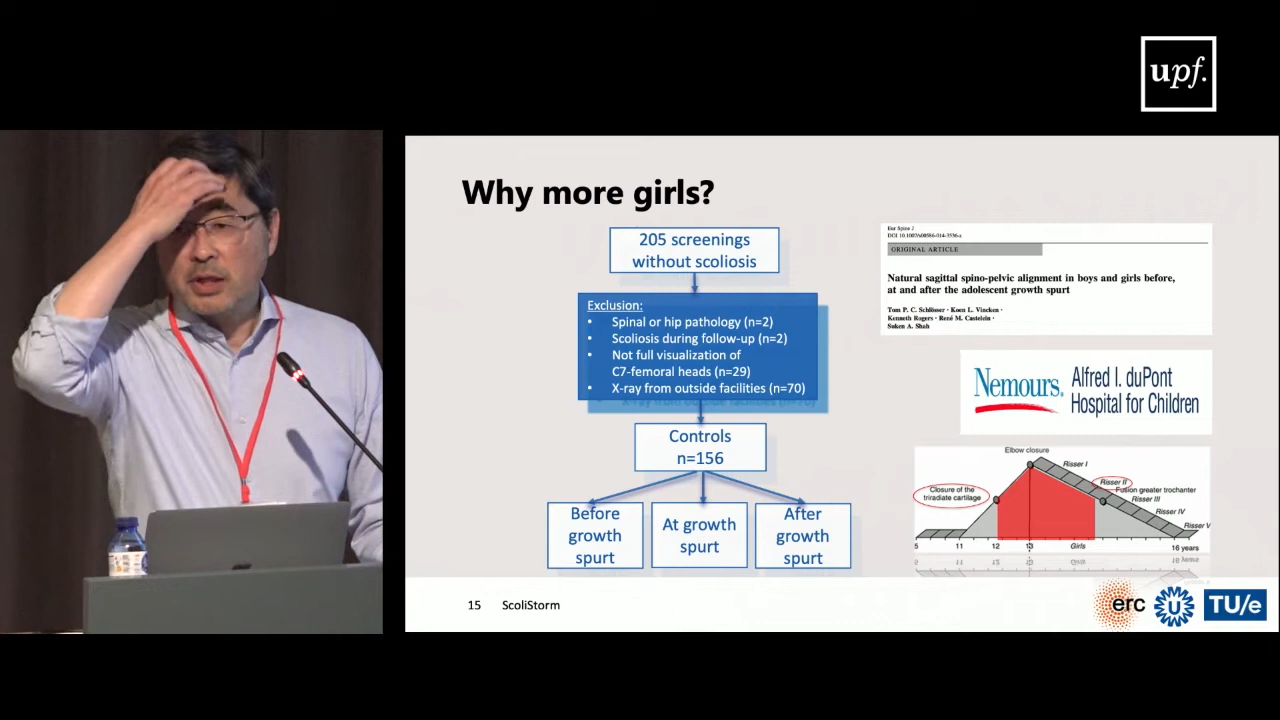 upf.
Why more girls?
205 screenings
without scoliosis
Exclusion:
• Spinal or hip pathology (n=2)
• Scoliosis during follow-up (n=2)
• Not full visualization of
C7-femoral heads (n=29)
• X-ray from outside facilities (n=70)
Controls
n=156
Before
growth
spurt
At growth
spurt
After
growth
spurt
Eur Spine J
ORIGINAL ARTICLE
Natural sagittal spino-pelvic alignment in boys and girls before,
at and after the adolescent growth spurt
Tom P. C. Schlösser · Koen L. Vincken ·
Kenneth Rogers · René M. Castelein ·
Suken A. Shah
Nemours.
Alfred I. duPont
Hospital for Children
Elbow closure
Risser I
Closure of the
triradiate cartilage
Risser II
Fusion greater trochanter
Risser III
Risser IV
Risser V
5 11 12 13 Girls 16 years
15 ScoliStorm
erc
U
TU/e